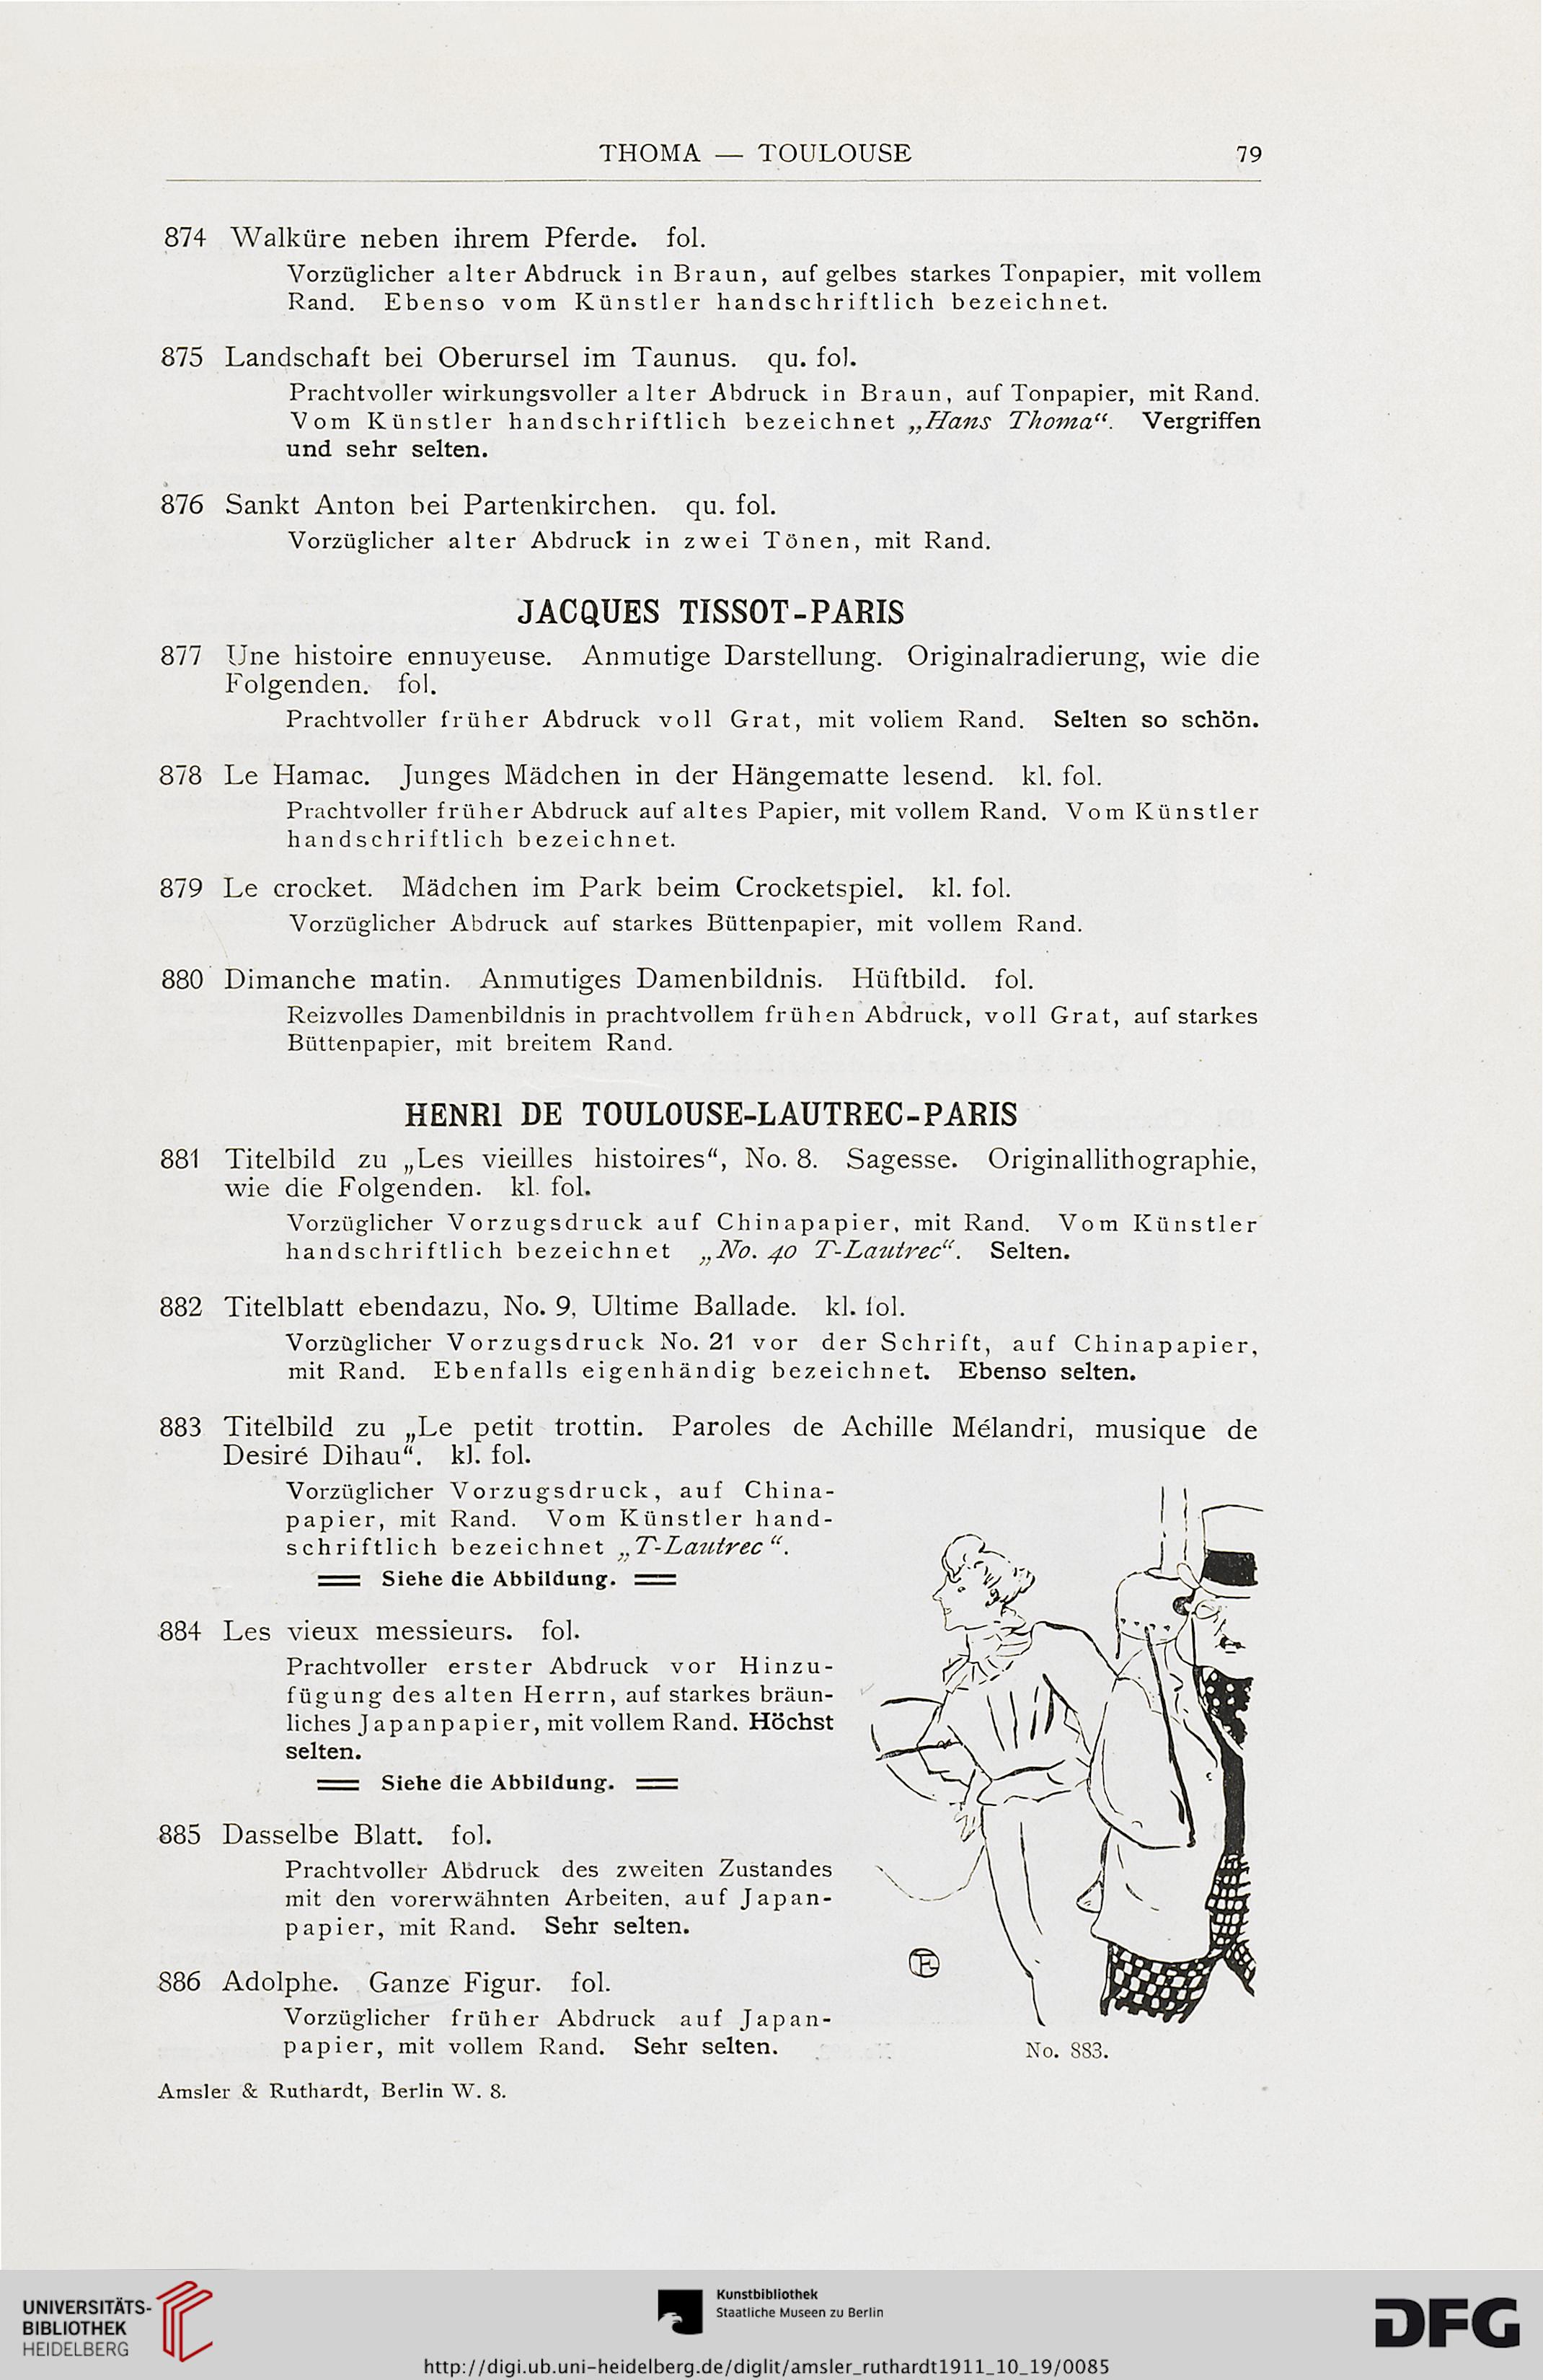 THOMA — TOULOUSE 79
874 Walküre neben ihrem Pferde. fol.
Vorzüglicher alter Abdruck in Braun, auf gelbes starkes Tonpapier, mit vollem
Rand. Ebenso vom Künstler handschriftlich bezeichnet.
875 Landschaft bei Oberursel im Taunus. qu. fol.
Prachtvoller wirkungsvoller alter Abdruck in Braun, auf Tonpapier, mit Rand.
Vom Künstler handschriftlich bezeichnet „Hans Thoma“. Vergriffen
und sehr selten.
876 Sankt Anton bei Partenkirchen. qu. fol.
Vorzüglicher alter Abdruck in zwei Tönen, mit Rand.
JACQUES TISSOT-PARIS
877 Une histoire ennuyeuse. Anmutige Darstellung. Originalradierung, wie die
Folgenden. fol.
Prachtvoller früher Abdruck voll Grat, mit vollem Rand. Selten so schön.
878 Le Hamac. Junges Mädchen in der Hängematte lesend. kl. fol.
Prachtvoller früher Abdruck auf altes Papier, mit vollem Rand. Vom Künstler
handschriftlich bezeichnet.
879 Le crocket. Mädchen im Park beim Crocketspiel. kl. fol.
Vorzüglicher Abdruck auf starkes Büttenpapier, mit vollem Rand.
880 Dimanche matin. Anmutiges Damenbildnis. Hüftbild. fol.
Reizvolles Damenbildnis in prachtvollem frühen Abdruck, voll Grat, auf starkes
Büttenpapier, mit breitem Rand.
HENRI DE TOULOUSE-LAUTREC-PARIS
881 Titelbild zu „Les vieilles histoires“, No. 8. Sagesse. Originallithographie,
wie die Folgenden. kl. fol.
Vorzüglicher Vorzugsdruck auf Chinapapier, mit Rand. Vom Künstler
handschriftlich bezeichnet „No. 40 T-Lautrec“. Selten.
882 Titelblatt ebendazu, No. 9, Ultime Ballade. kl. fol.
Vorzüglicher Vorzugsdruck No. 21 vor der Schrift, auf Chinapapier,
mit Rand. Ebenfalls eigenhändig bezeichnet. Ebenso selten.
883 Titelbild zu „Le petit trottin. Paroles de Achille Mélandri, musique de
Desiré Dihau“. kl. fol.
Vorzüglicher Vorzugsdruck, auf China-
papier, mit Rand. Vom Künstler hand-
schriftlich bezeichnet „T-Lautrec“.
Siehe die Abbildung.
884 Les vieux messieurs. fol.
Prachtvoller erster Abdruck vor Hinzu-
fügung des alten Herrn, auf starkes bräun-
liches Japanpapier, mit vollem Rand. Höchst
selten.
Siehe die Abbildung.
885 Dasselbe Blatt. fol.
Prachtvoller Abdruck des zweiten Zustandes
mit den vorerwähnten Arbeiten, auf Japan-
papier, mit Rand. Sehr selten.
886 Adolphe. Ganze Figur. fol.
Vorzüglicher früher Abdruck auf Japan-
papier, mit vollem Rand. Sehr selten.
No. 883.
Amsler & Ruthardt, Berlin W. 8.
UNIVERSITÄTS-
BIBLIOTHEK
HEIDELBERG
Kunstbibliothek
Staatliche Museen zu Berlin
DFG
http://digi.ub.uni-heidelberg.de/diglit/amsler_ruthardt1911_10_19/0085